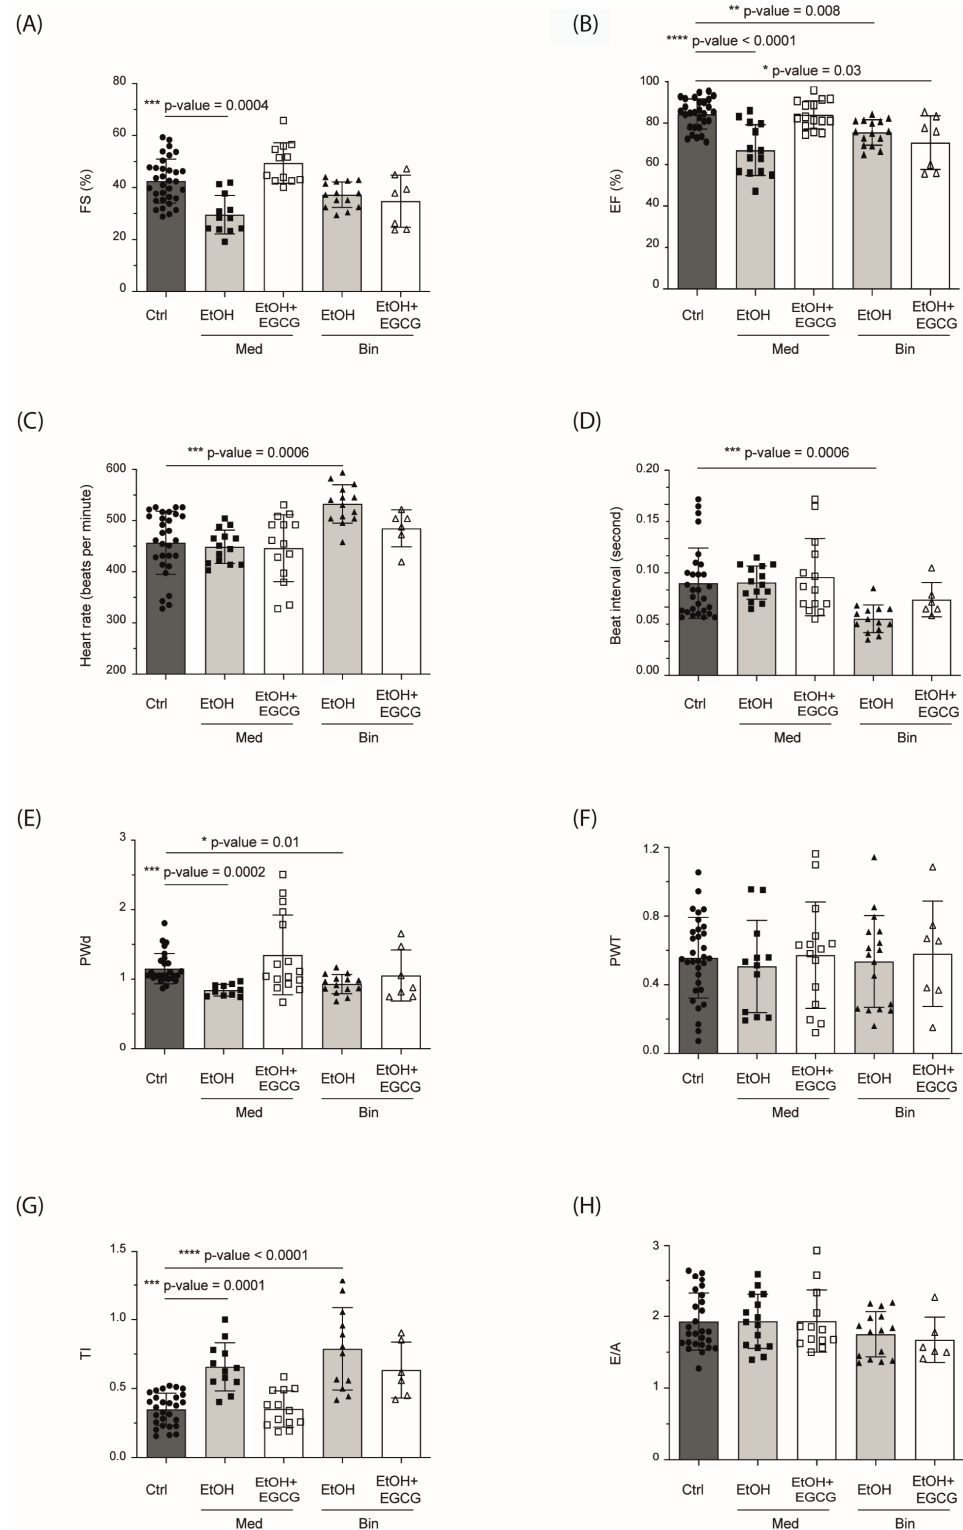 (A)
*** p-value = 0.0004
FS (%)
80
60
40
20
0
Ctrl
EtOH
EtOH+
EGCG
EtOH
EtOH+
EGCG
Med
Bin
(B)
** p-value = 0.008
**** p-value < 0.0001
* p-value = 0.03
EF (%)
100
80
60
40
20
0
Ctrl
EtOH
EtOH+
EGCG
EtOH
EtOH+
EGCG
Med
Bin
(C)
*** p-value = 0.0006
Heart rate (beats per minute)
600
500
400
300
200
Ctrl
EtOH
EtOH+
EGCG
EtOH
EtOH+
EGCG
Med
Bin
(D)
*** p-value = 0.0006
Beat interval (second)
0.20
0.15
0.10
0.05
0.00
Ctrl
EtOH
EtOH+
EGCG
EtOH
EtOH+
EGCG
Med
Bin
(E)
* p-value = 0.01
*** p-value = 0.0002
PWd
3
2
1
0
Ctrl
EtOH
EtOH+
EGCG
EtOH
EtOH+
EGCG
Med
Bin
(F)
PWT
1.2
0.8
0.4
0.0
Ctrl
EtOH
EtOH+
EGCG
EtOH
EtOH+
EGCG
Med
Bin
(G)
**** p-value < 0.0001
*** p-value = 0.0001
TI
1.5
1.0
0.5
0.0
Ctrl
EtOH
EtOH+
EGCG
EtOH
EtOH+
EGCG
Med
Bin
(H)
E/A
3
2
1
0
Ctrl
EtOH
EtOH+
EGCG
EtOH
EtOH+
EGCG
Med
Bin